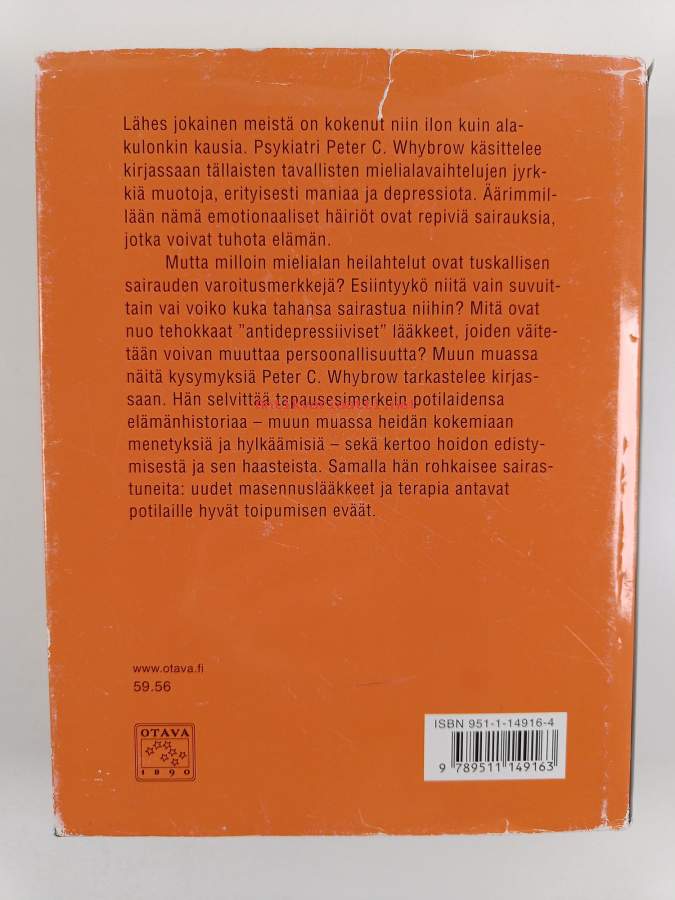 Lähes jokainen meistä on kokenut niin ilon kuin ala-
kulonkin kausia. Psykiatri Peter C. Whybrow käsittelee
kirjassaan tällaisten tavallisten mielialavaihtelujen jyrk-
kiä muotoja, erityisesti maniaa ja depressiota. Äärimmil-
lään nämä emotionaaliset häiriöt ovat repiviä sairauksia,
jotka voivat tuhota elämän.
Mutta milloin mielialan heilahtelut ovat tuskallisen
sairauden varoitusmerkkejä? Esiintyykö niitä vain suvuit-
tain vai voiko kuka tahansa sairastua niihin? Mitä ovat
nuo tehokkaat ”antidepressiiviset” lääkkeet, joiden väite-
tään voivan muuttaa persoonallisuutta? Muun muassa
näitä kysymyksiä Peter C. Whybrow tarkastelee kirjas-
saan. Hän selvittää tapausesimerkein potilaidensa
elämänhistoriaa – muun muassa heidän kokemiaan
menetyksiä ja hylkäämisiä – sekä kertoo hoidon edisty-
misestä ja sen haasteista. Samalla hän rohkaisee sairas-
tuneita: uudet masennuslääkkeet ja terapia antavat
potilaille hyvät toipumisen eväät.
www.otava.fi
59.56
OTAVA
1890
ISBN 951-1-14916-4
9 789511 149163